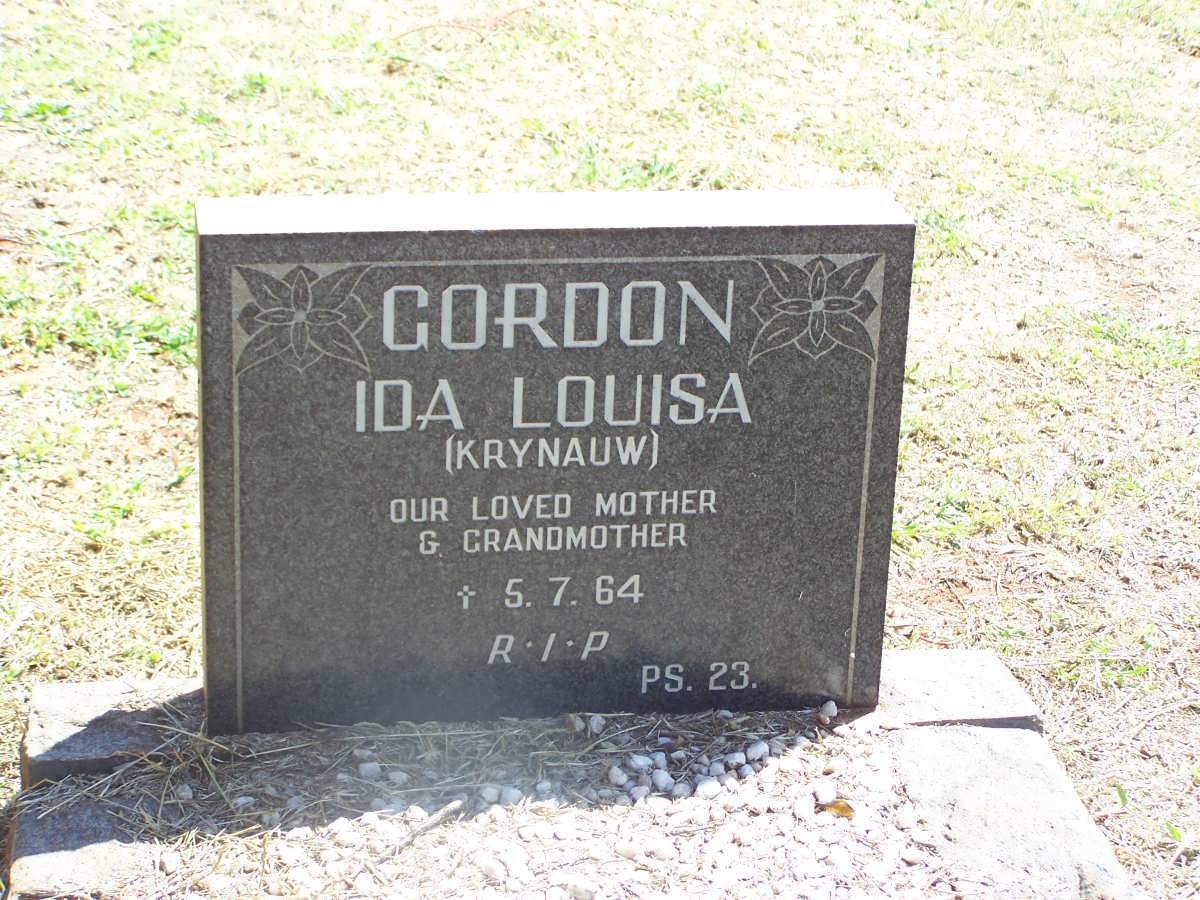 GORDON
IDA LOUISA
(KRYNAUW)
OUR LOVED MOTHER
& GRANDMOTHER
† 5. 7. 64
R·I·P
PS. 23.